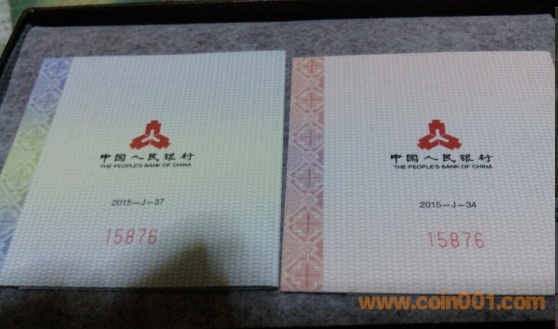 中国人民银行
THE PEOPLE'S BANK OF CHINA
2015-J-37
15876
中国人民银行
THE PEOPLE'S BANK OF CHINA
2015-J-34
15876
www.coin001.com